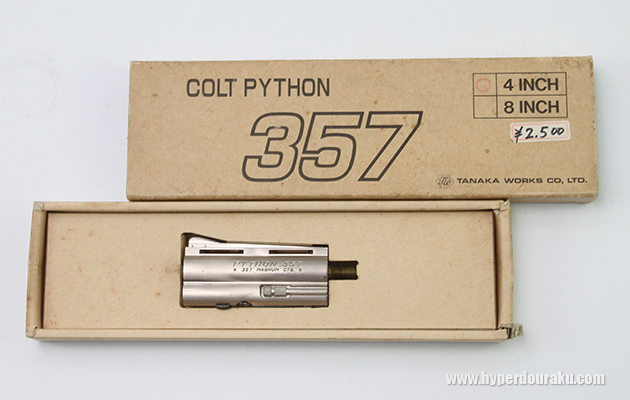 COLT PYTHON
357
4 INCH
8 INCH
¥2.500
TANAKA WORKS CO, LTD.
PYTHON 357
★ 357 MAGNUM CTG. ★
www.hyperdouraku.com